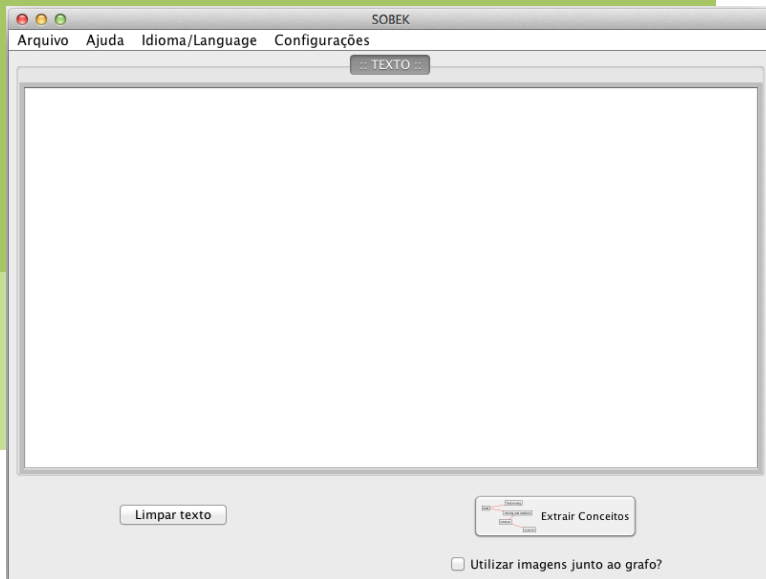 SOBEK
Arquivo Ajuda Idioma/Language Configurações
:: TEXTO ::
Limpar texto
Extrair Conceitos
Utilizar imagens junto ao grafo?